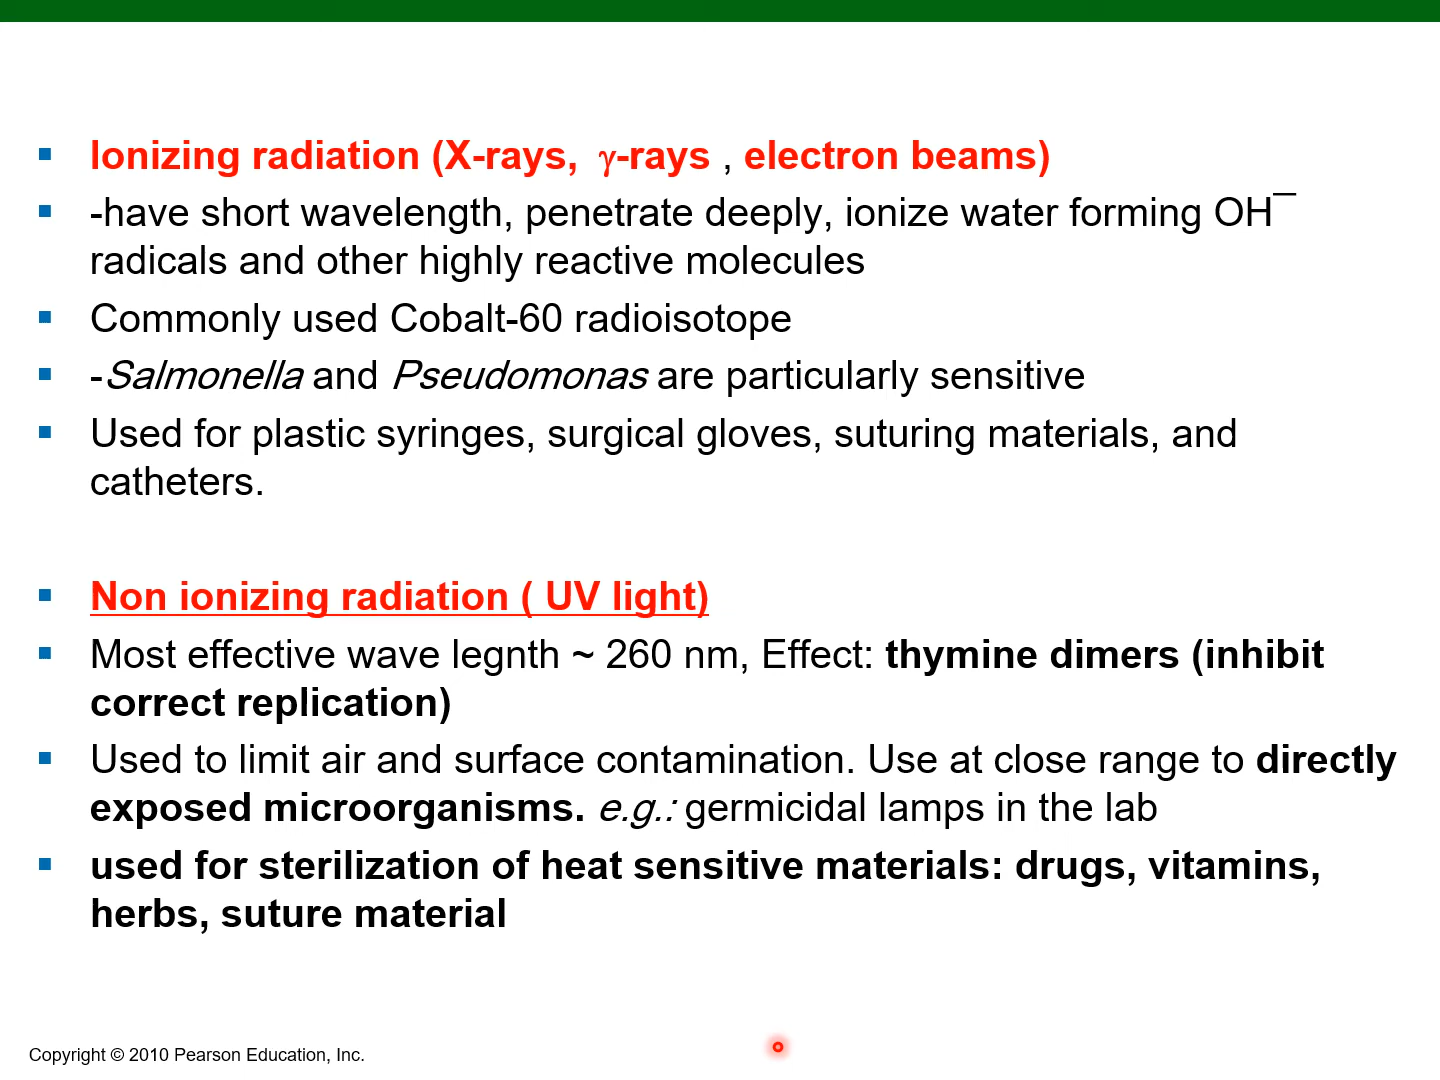 Ionizing radiation (X-rays, γ-rays , electron beams)
-have short wavelength, penetrate deeply, ionize water forming OH¯
radicals and other highly reactive molecules
Commonly used Cobalt-60 radioisotope
-Salmonella and Pseudomonas are particularly sensitive
Used for plastic syringes, surgical gloves, suturing materials, and
catheters.
Non ionizing radiation ( UV light)
Most effective wave legnth ~ 260 nm, Effect: thymine dimers (inhibit
correct replication)
Used to limit air and surface contamination. Use at close range to directly
exposed microorganisms. e.g.: germicidal lamps in the lab
used for sterilization of heat sensitive materials: drugs, vitamins,
herbs, suture material
Copyright © 2010 Pearson Education, Inc.